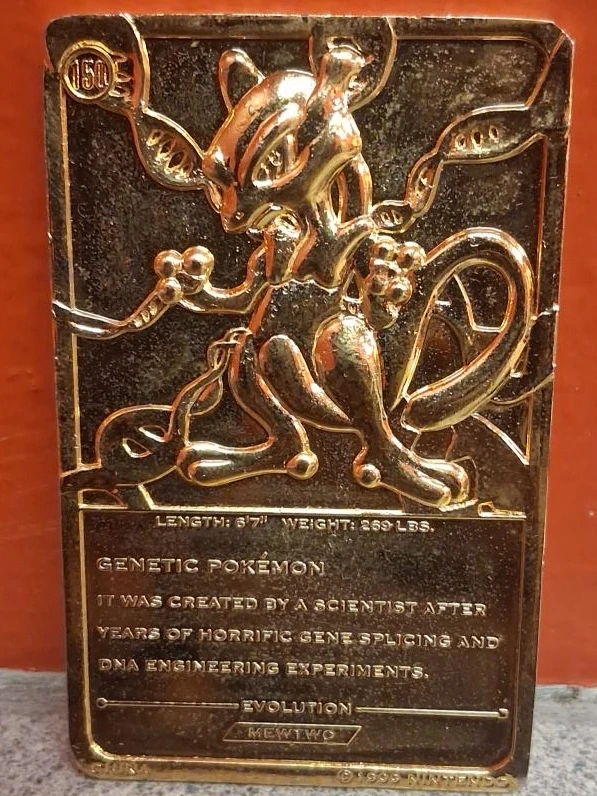 150
LENGTH: 6'7" WEIGHT: 269 LBS.
GENETIC POKÉMON
IT WAS CREATED BY A SCIENTIST AFTER
YEARS OF HORRIFIC GENE SPLICING AND
DNA ENGINEERING EXPERIMENTS.
EVOLUTION
MEWTWO
CHINA ©1999 NINTENDO